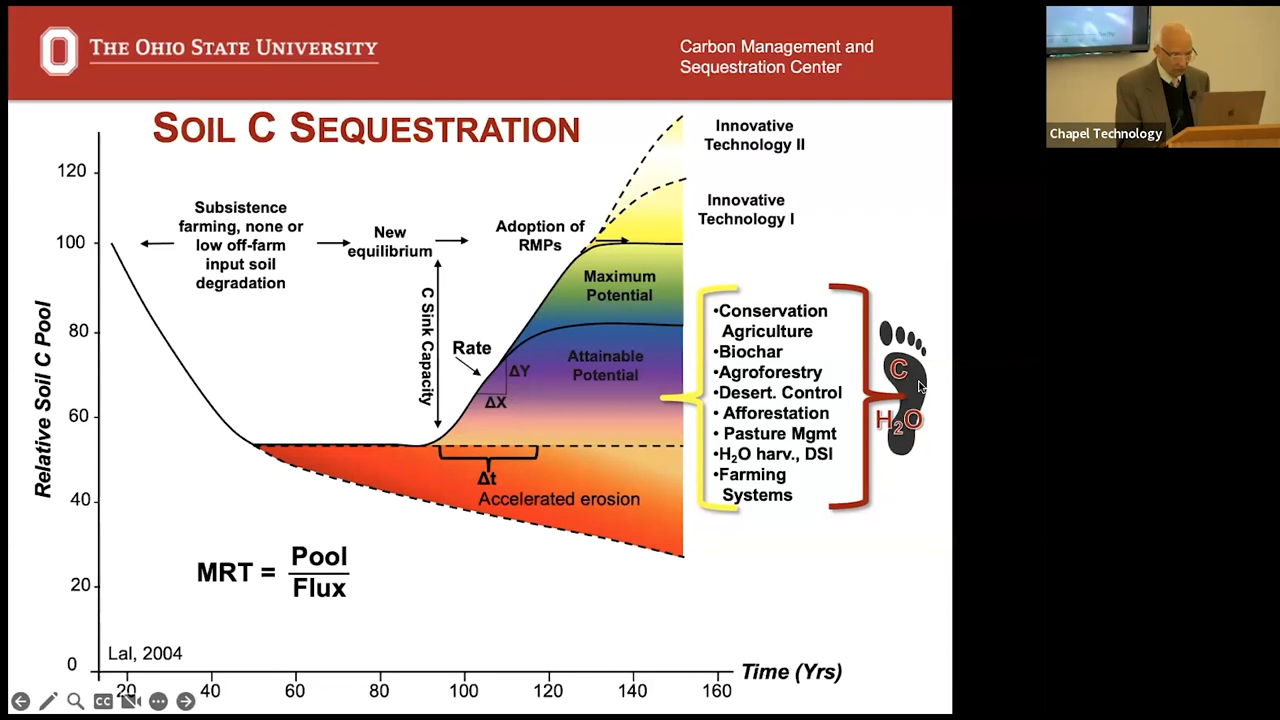 THE OHIO STATE UNIVERSITY
Carbon Management and
Sequestration Center
Chapel Technology
SOIL C SEQUESTRATION
Innovative
Technology II
Innovative
Technology I
Subsistence
farming, none or
low off-farm
input soil
degradation
New
equilibrium
Adoption of
RMPs
Maximum
Potential
Attainable
Potential
C Sink Capacity
Rate
ΔY
ΔX
Δt
Accelerated erosion
•Conservation
Agriculture
•Biochar
•Agroforestry
•Desert. Control
• Afforestation
• Pasture Mgmt
•H₂O harv., DSI
•Farming
Systems
C
H₂O
MRT = Pool
Flux
Lal, 2004
Relative Soil C Pool
120
100
80
60
40
20
0
20 40 60 80 100 120 140 160
Time (Yrs)
CC